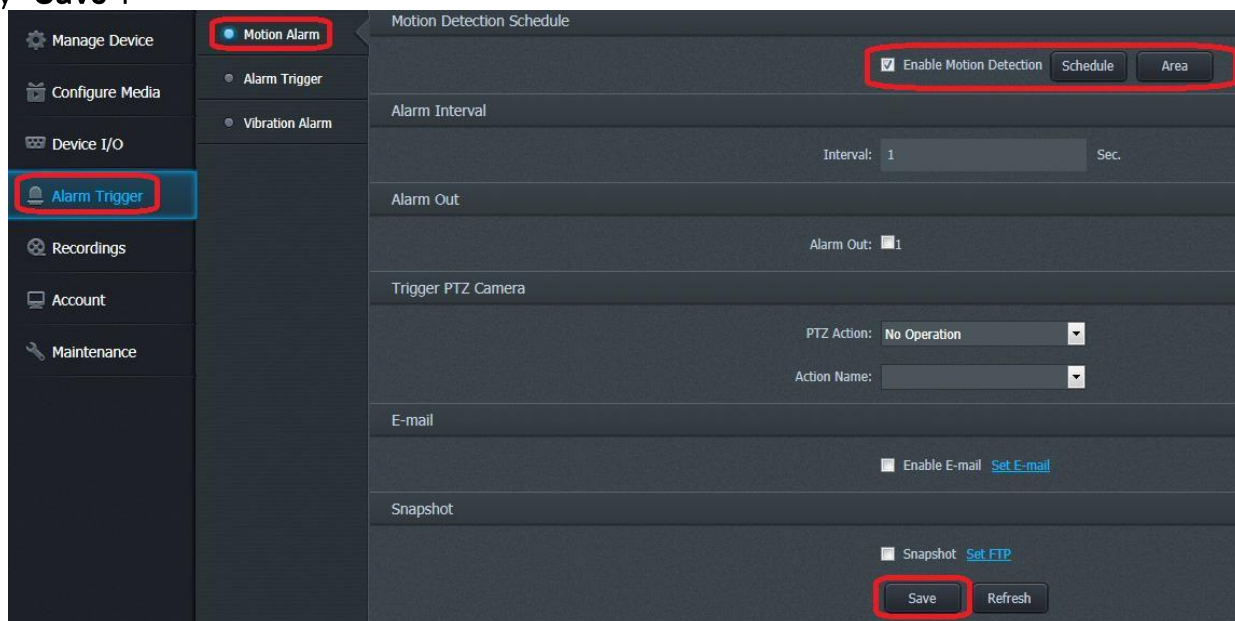 Manage Device
Configure Media
Device I/O
Alarm Trigger
Recordings
Account
Maintenance
Motion Alarm
Alarm Trigger
Vibration Alarm
Motion Detection Schedule
Enable Motion Detection Schedule Area
Alarm Interval
Interval: 1 Sec.
Alarm Out
Alarm Out: 1
Trigger PTZ Camera
PTZ Action: No Operation
Action Name:
E-mail
Enable E-mail Set E-mail
Snapshot
Snapshot Set FTP
Save Refresh